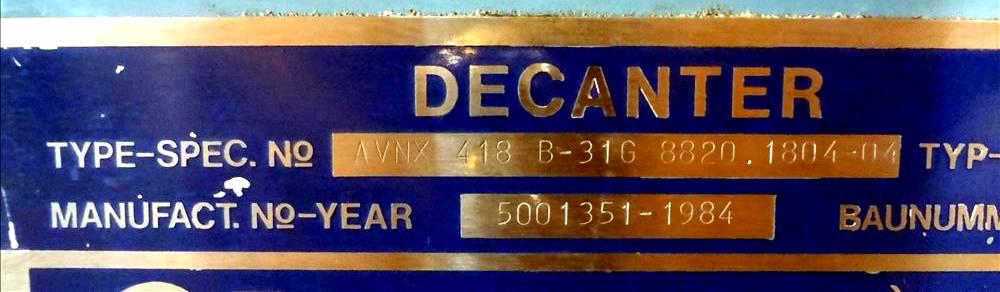 DECANTER
TYPE-SPEC. Nº AVNX 418 B-31G 8820.1804-04 TYP-
MANUFACT. Nº-YEAR 5001351-1984 BAUNUMM